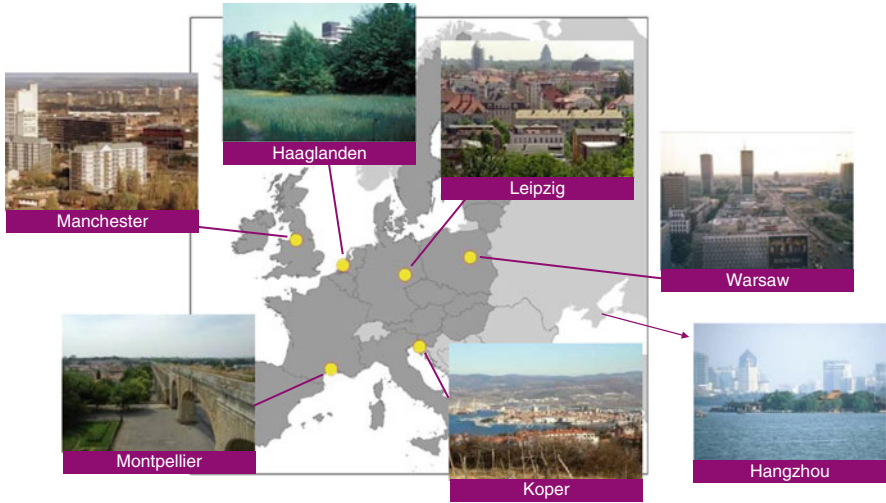 Haaglanden
Leipzig
Manchester
Warsaw
Montpellier
Koper
Hangzhou